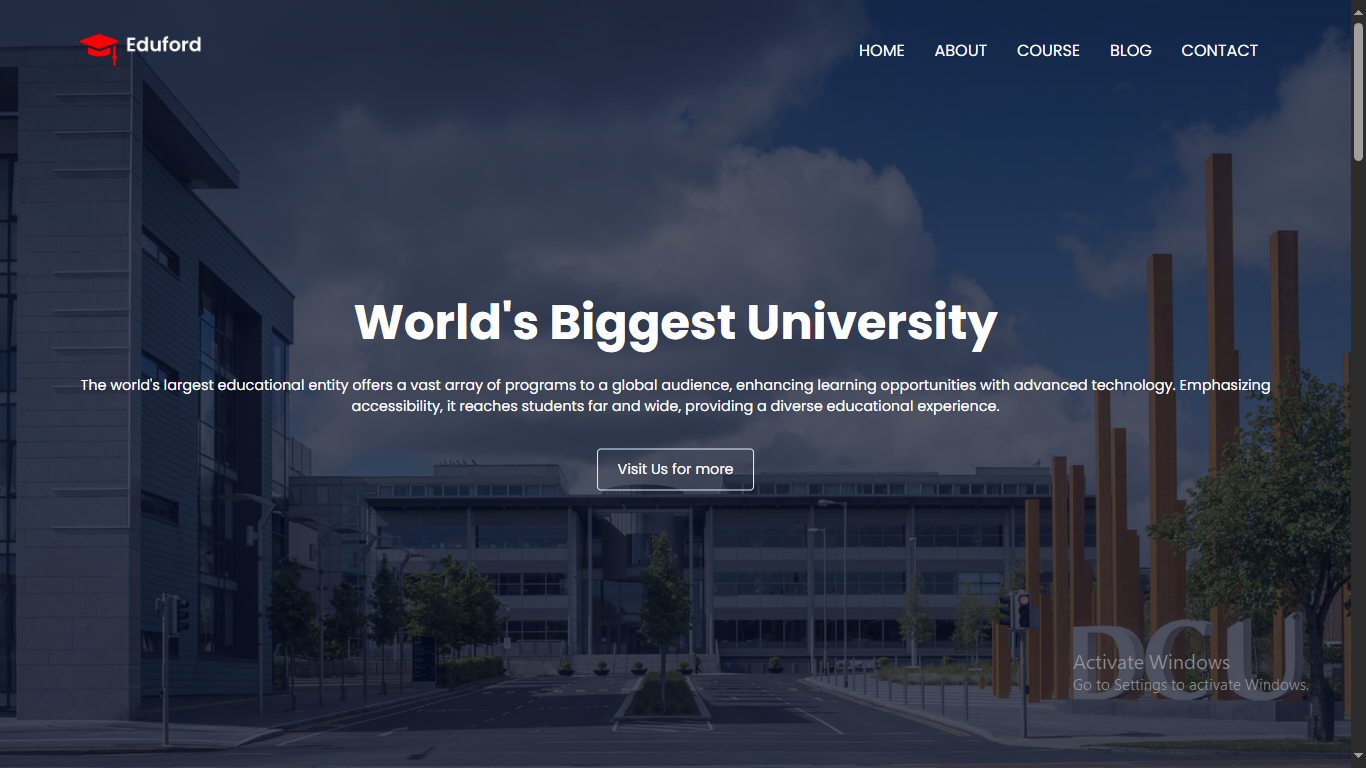 Eduford
HOME ABOUT COURSE BLOG CONTACT
World's Biggest University
The world's largest educational entity offers a vast array of programs to a global audience, enhancing learning opportunities with advanced technology. Emphasizing
accessibility, it reaches students far and wide, providing a diverse educational experience.
Visit Us for more
DCU
Activate Windows
Go to Settings to activate Windows.